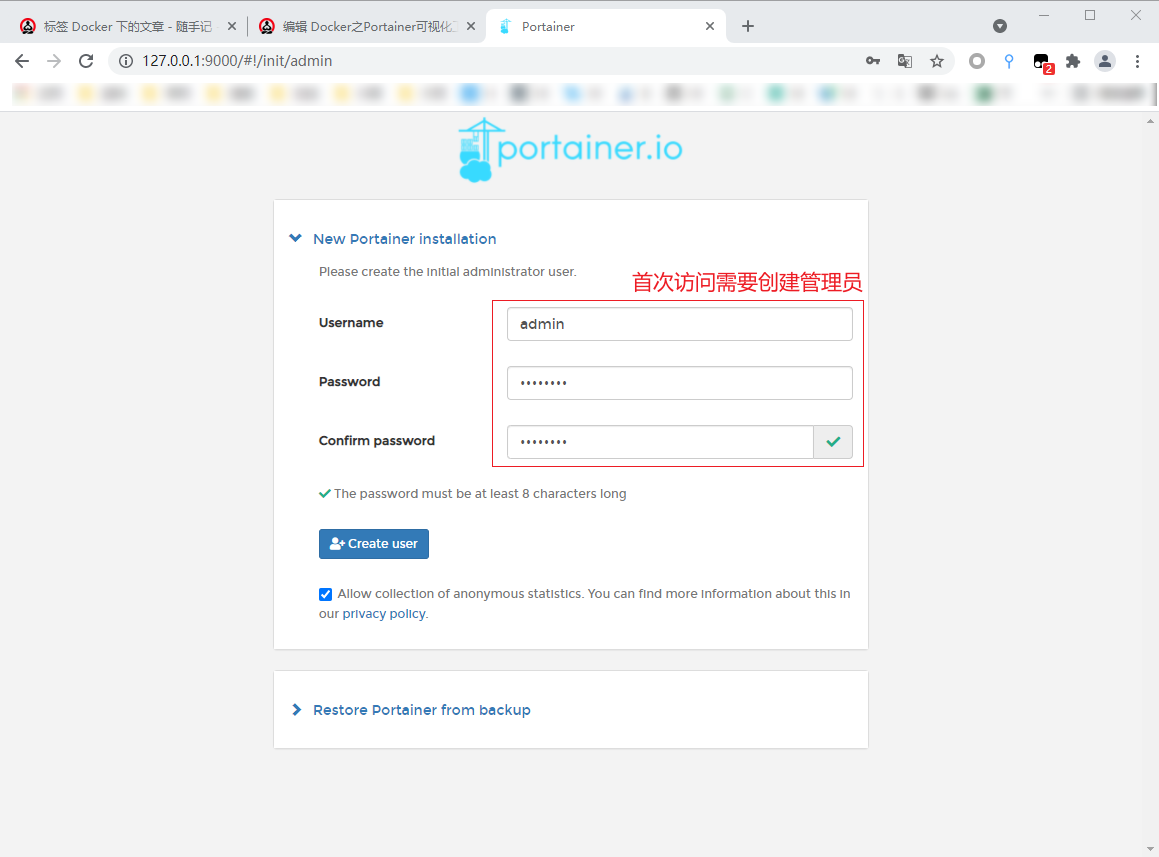 标签 Docker 下的文章 - 随手记
编辑 Docker之Portainer可视化
Portainer
127.0.0.1:9000/#!/init/admin
2
portainer.io
New Portainer installation
Please create the initial administrator user.
首次访问需要创建管理员
Username
admin
Password
••••••••
Confirm password
••••••••
The password must be at least 8 characters long
Create user
Allow collection of anonymous statistics. You can find more information about this in
our privacy policy.
Restore Portainer from backup